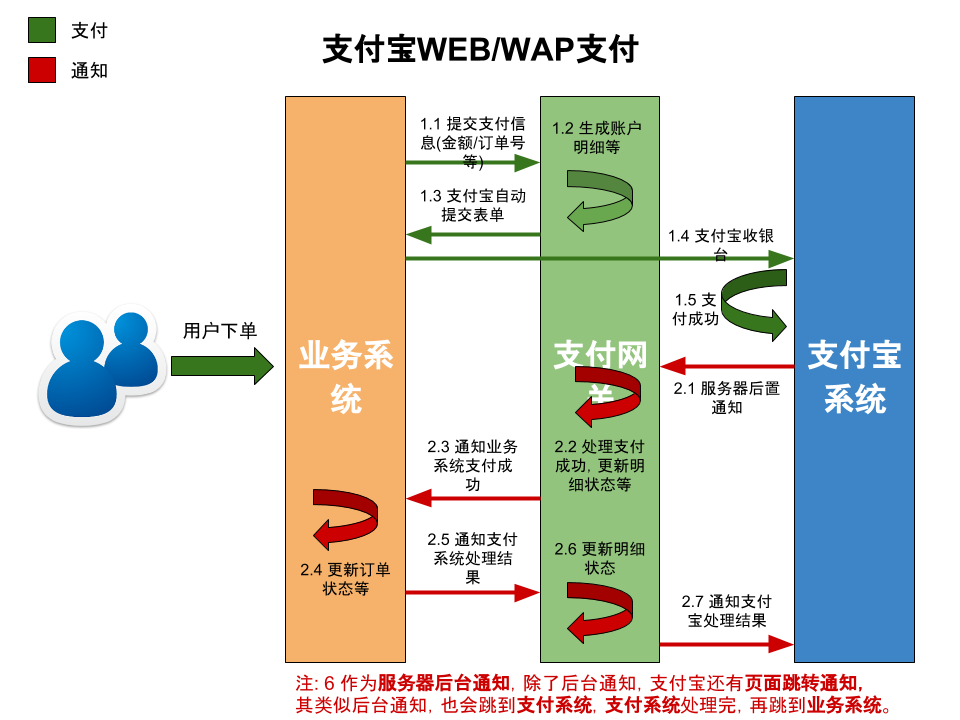 支付
通知
支付宝WEB/WAP支付
1.1 提交支付信
息(金额/订单号
等)
1.2 生成账户
明细等
1.3 支付宝自动
提交表单
1.4 支付宝收银
台
1.5 支
付成功
用户下单
业务系
统
支付网
关
支付宝
系统
2.1 服务器后置
通知
2.2 处理支付
成功, 更新明
细状态等
2.3 通知业务
系统支付成
功
2.4 更新订单
状态等
2.5 通知支付
系统处理结
果
2.6 更新明细
状态
2.7 通知支付
宝处理结果
注: 6 作为服务器后台通知, 除了后台通知, 支付宝还有页面跳转通知,
其类似后台通知, 也会跳到支付系统, 支付系统处理完, 再跳到业务系统。